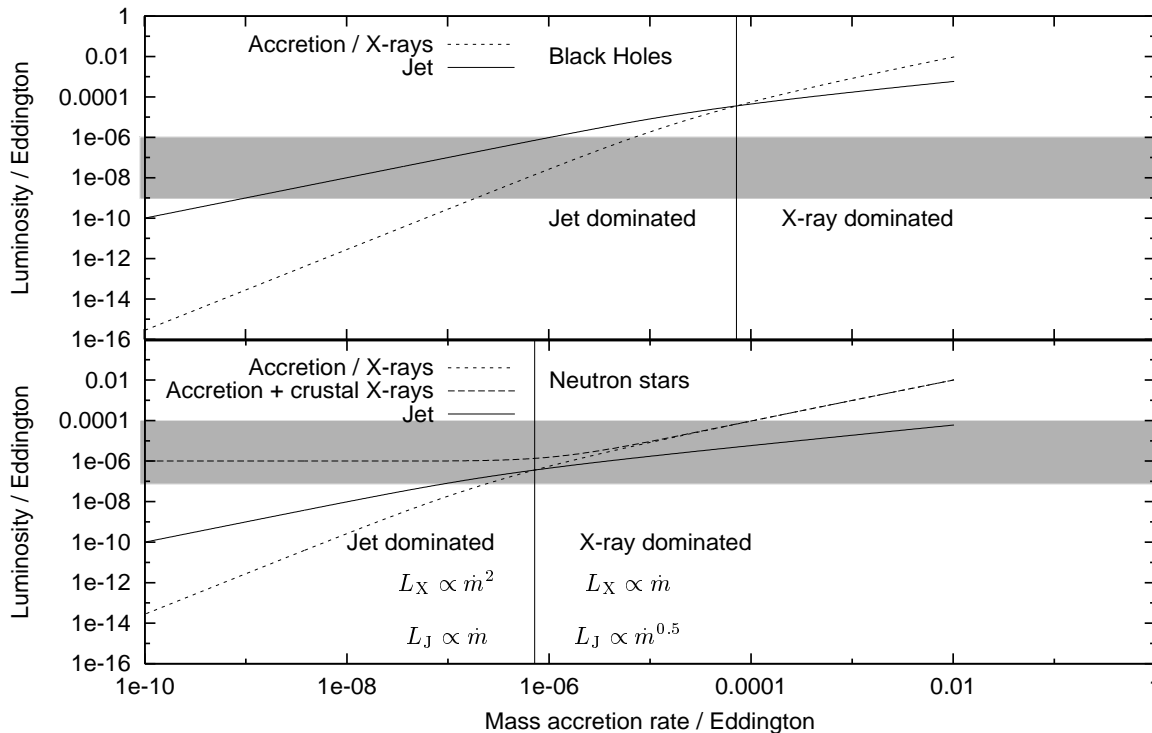 1
0.01
0.0001
1e-06
1e-08
1e-10
1e-12
1e-14
1e-16
Luminosity / Eddington
Accretion / X-rays
Jet
Black Holes
Jet dominated X-ray dominated
0.01
0.0001
1e-06
1e-08
1e-10
1e-12
1e-14
1e-16
Luminosity / Eddington
Accretion / X-rays
Accretion + crustal X-rays
Jet
Neutron stars
Jet dominated X-ray dominated
L_X ∝ ṁ² L_X ∝ ṁ
L_J ∝ ṁ L_J ∝ ṁ^0.5
1e-10 1e-08 1e-06 0.0001 0.01 1
Mass accretion rate / Eddington